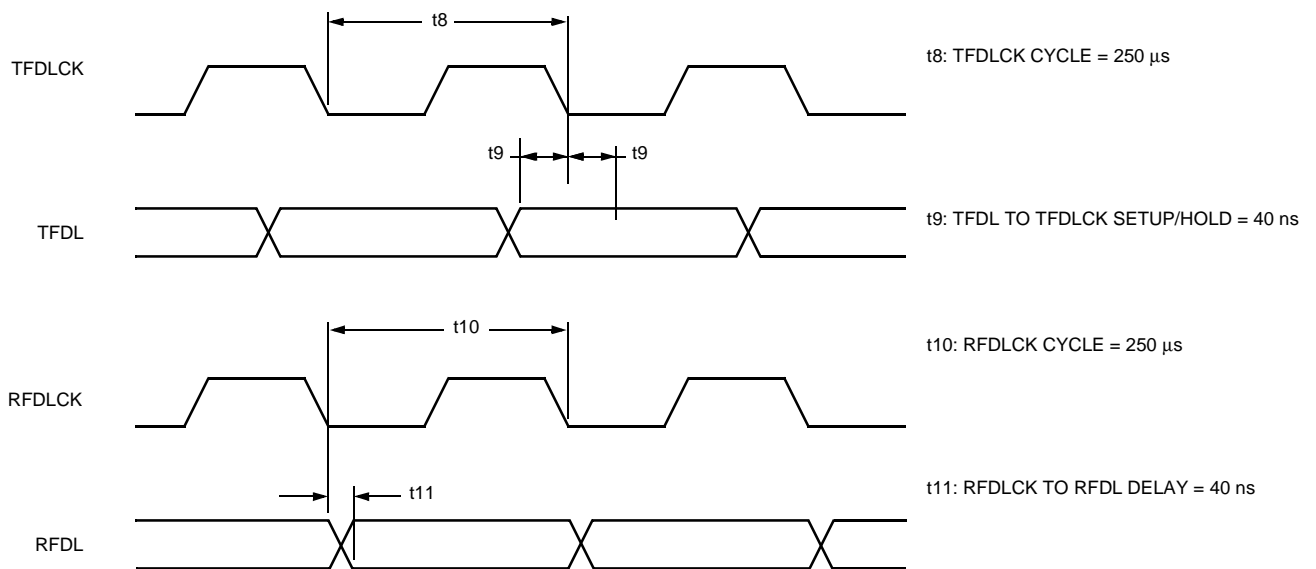 t8
TFDLCK
t8: TFDLCK CYCLE = 250 μs
t9
t9
TFDL
t9: TFDL TO TFDLCK SETUP/HOLD = 40 ns
t10
t10: RFDLCK CYCLE = 250 μs
RFDLCK
t11
t11: RFDLCK TO RFDL DELAY = 40 ns
RFDL